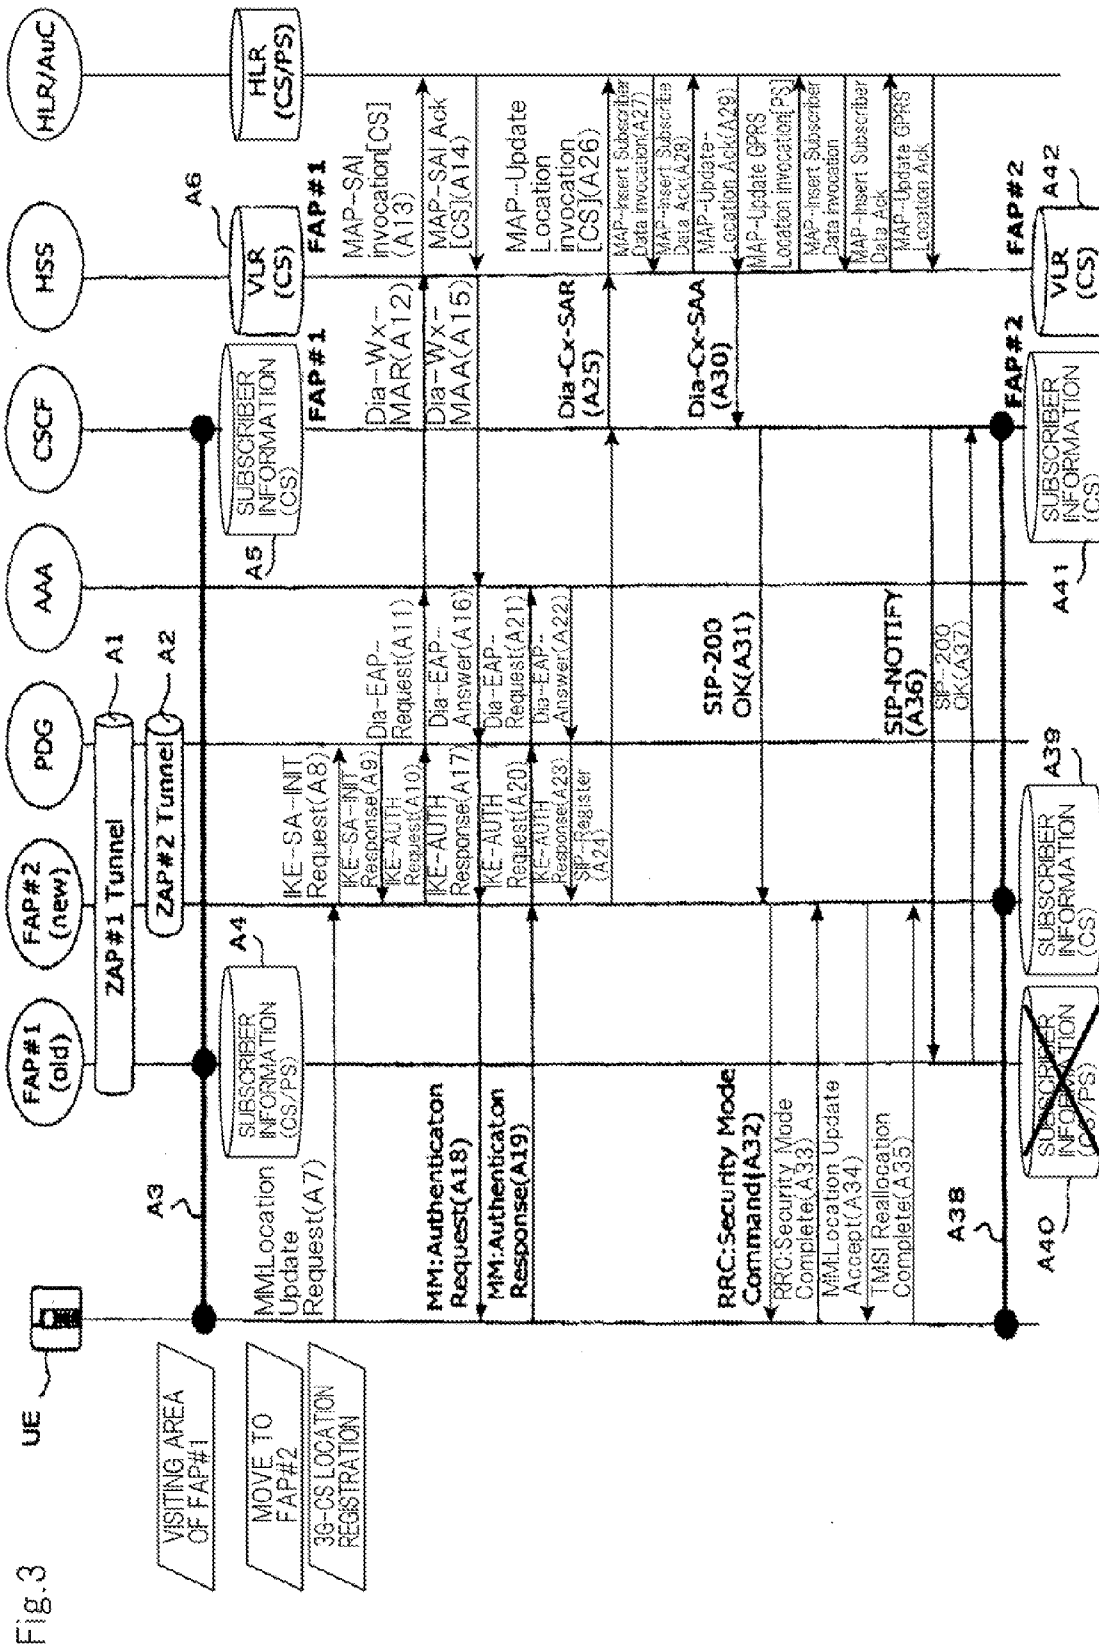 Fig.3
UE
FAP#1
(old)
FAP#2
(new)
PDG
AAA
CSCF
HSS
HLR/AuC
ZAP#1 Tunnel
A1
ZAP#2 Tunnel
A2
VISITING AREA
OF FAP#1
A3
MOVE TO
FAP#2
SUBSCRIBER
INFORMATION
(CS/PS)
A4
A5
SUBSCRIBER
INFORMATION
(CS)
FAP#1
A6
VLR
(CS)
FAP#1
HLR
(CS/PS)
3G-CS LOCATION
REGISTRATION
MM:Location
Update
Request(A7)
IKE-SA-INIT
Request(A8)
IKE-SA-INIT
Response(A9)
IKE-AUTH
Request(A10)
Dia-EAP-
Request(A11)
Dia-Wx-
MAR(A12)
MAP-SAI
invocation[CS]
(A13)
MAP-SAI Ack
[CS](A14)
Dia-Wx-
MAA(A15)
Dia-EAP-
Answer(A16)
IKE-AUTH
Response(A17)
MM:Authenticaton
Request(A18)
MM:Authenticaton
Response(A19)
IKE-AUTH
Request(A20)
Dia-EAP-
Request(A21)
Dia-EAP-
Answer(A22)
IKE-AUTH
Response(A23)
SIP-Register
(A24)
Dia-Cx-SAR
(A25)
MAP-Update
Location
invocation
[CS](A26)
MAP-Insert Subscriber
Data invocation(A27)
MAP-Insert Subscribe
Data Ack(A28)
MAP-Update-
Location Ack(A29)
Dia-Cx-SAA
(A30)
MAP-Update GPRS
Location invocation[PS]
MAP-Insert Subscriber
Data invocation
MAP-Insert Subscriber
Data Ack
MAP-Update GPRS
Location Ack
SIP-200
OK(A31)
RRC:Security Mode
Command(A32)
RRC:Security Mode
Complete(A33)
MM:Location Update
Accept(A34)
TMSI Reallocation
Complete(A35)
SIP-NOTIFY
(A36)
SIP-200
OK(A37)
A38
A40
SUBSCRIBER
INFORMATION
(CS/PS)
A39
SUBSCRIBER
INFORMATION
(CS)
A41
SUBSCRIBER
INFORMATION
(CS)
FAP#2
A42
VLR
(CS)
FAP#2